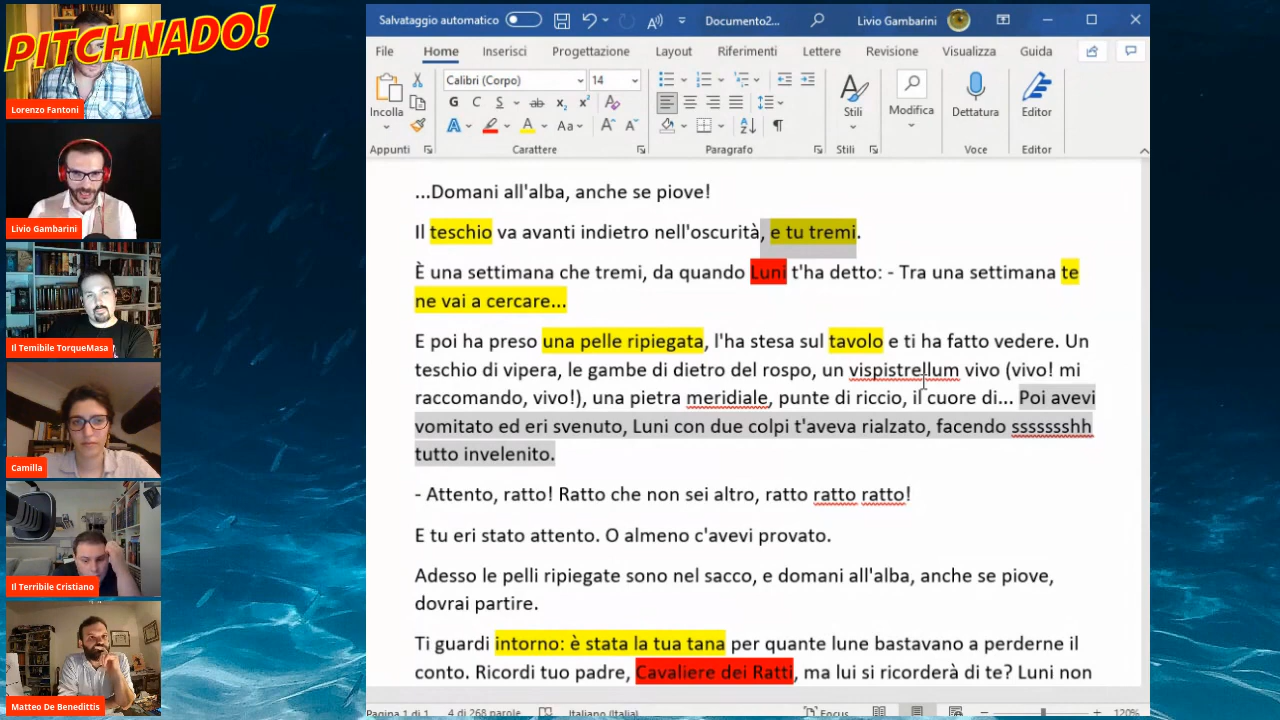 PITCHNADO!
Lorenzo Fantoni
Livio Gambarini
Il Temibile TorqueMasa
Camilla
Il Terribile Cristiano
Matteo De Benedittis
Salvataggio automatico
Documento2...
Livio Gambarini
File Home Inserisci Progettazione Layout Riferimenti Lettere Revisione Visualizza Guida
Calibri (Corpo) 14
G C S ab x₂ x²
A A Aa A A
Incolla
Stili
Modifica
Dettatura
Editor
Appunti Carattere Paragrafo Stili Voce Editor
...Domani all'alba, anche se piove!
Il teschio va avanti indietro nell'oscurità, e tu tremi.
È una settimana che tremi, da quando Luni t'ha detto: - Tra una settimana te
ne vai a cercare...
E poi ha preso una pelle ripiegata, l'ha stesa sul tavolo e ti ha fatto vedere. Un
teschio di vipera, le gambe di dietro del rospo, un vispistrellum vivo (vivo! mi
raccomando, vivo!), una pietra meridiale, punte di riccio, il cuore di... Poi avevi
vomitato ed eri svenuto, Luni con due colpi t'aveva rialzato, facendo ssssssshh
tutto invelenito.
- Attento, ratto! Ratto che non sei altro, ratto ratto ratto!
E tu eri stato attento. O almeno c'avevi provato.
Adesso le pelli ripiegate sono nel sacco, e domani all'alba, anche se piove,
dovrai partire.
Ti guardi intorno: è stata la tua tana per quante lune bastavano a perderne il
conto. Ricordi tuo padre, Cavaliere dei Ratti, ma lui si ricorderà di te? Luni non
Pagina 1 di 1 4 di 268 parole Italiano (Italia) Focus 120%